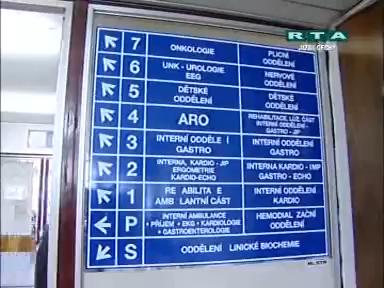 RTA
JIŽNÍ ČECHY
7 ONKOLOGIE PLICNÍ
ODDĚLENÍ
6 UNK - UROLOGIE
EEG
NERVOVÉ
ODDĚLENÍ
5 DĚTSKÉ
ODDĚLENÍ
DĚTSKÉ
ODDĚLENÍ
4 ARO
REHABILITACE, LŮŽ. ČÁST
INTERNÍ ODDĚLENÍ -
GASTRO - JIP
3 INTERNÍ ODDĚLE Í
GASTRO
INTERNÍ ODDĚLENÍ
GASTRO
2 INTERNA, KARDIO - JIP
ERGOMETRIE
KARDIO-ECHO
INTERNA KARDIO - IMP
GASTRO - ECHO
1 RE ABILITA E
AMB LANTNÍ ČÁST
INTERNÍ ODDĚLENÍ
KARDIO
P INTERNÍ AMBULANCE
• PŘÍJEM • EKG • KARDIOLOGIE
• GASTROENTEROLOGIE
HEMODIAL ZAČNÍ
ODDĚLENÍ
S ODDĚLENÍ LINICKÉ BIOCHEMIE